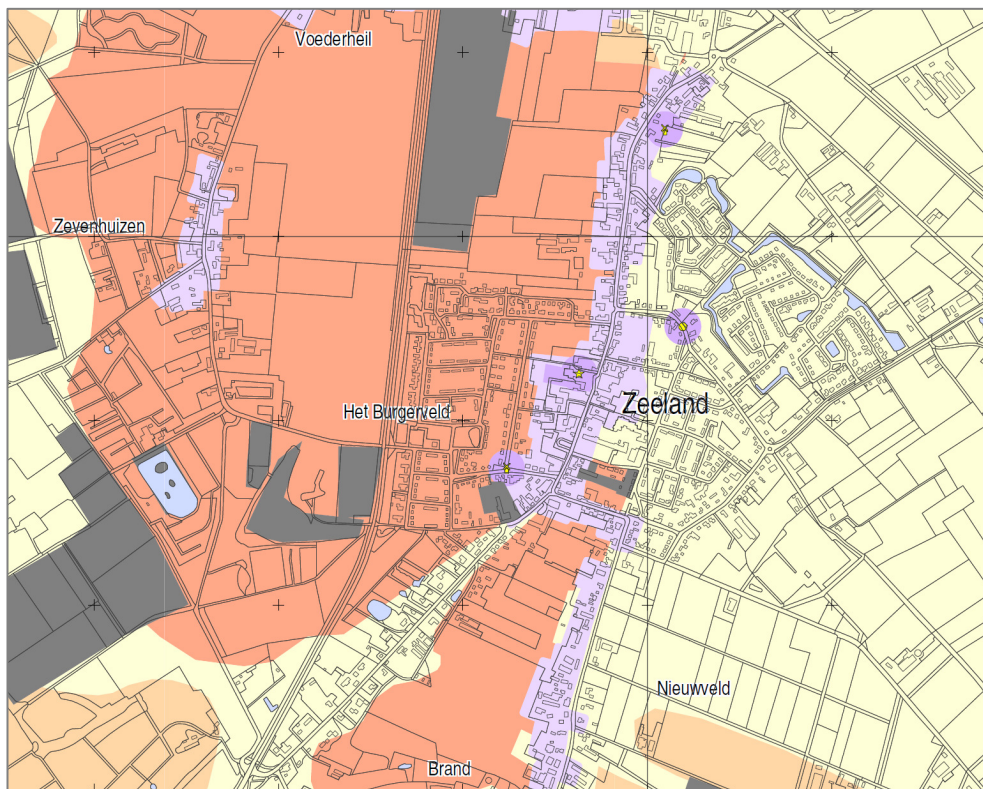 Voederheil
Zevenhuizen
Het Burgerveld
Zeeland
Nieuwveld
Brand